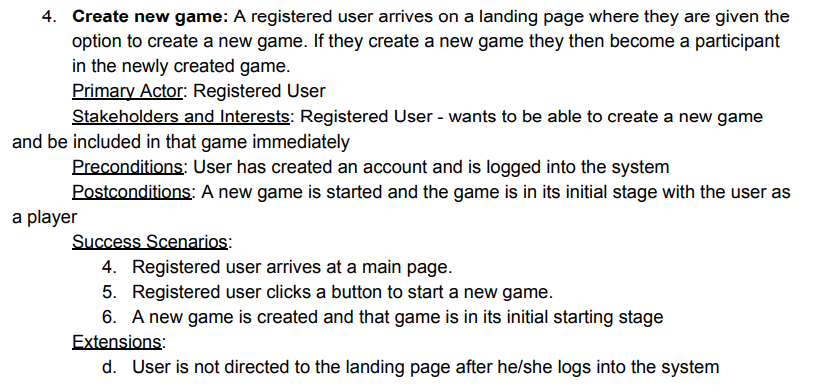 4. Create new game: A registered user arrives on a landing page where they are given the
option to create a new game. If they create a new game they then become a participant
in the newly created game.
Primary Actor: Registered User
Stakeholders and Interests: Registered User - wants to be able to create a new game
and be included in that game immediately
Preconditions: User has created an account and is logged into the system
Postconditions: A new game is started and the game is in its initial stage with the user as
a player
Success Scenarios:
4. Registered user arrives at a main page.
5. Registered user clicks a button to start a new game.
6. A new game is created and that game is in its initial starting stage
Extensions:
d. User is not directed to the landing page after he/she logs into the system